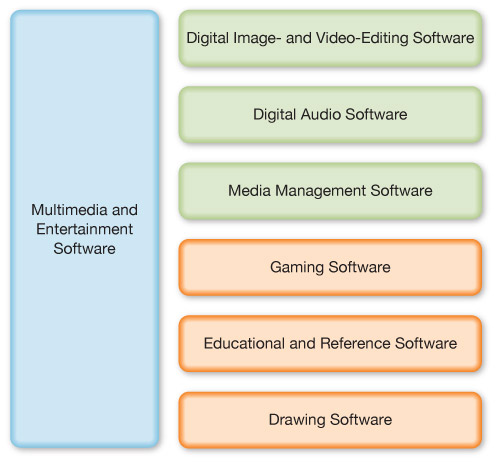 Multimedia and
Entertainment
Software
Digital Image- and Video-Editing Software
Digital Audio Software
Media Management Software
Gaming Software
Educational and Reference Software
Drawing Software